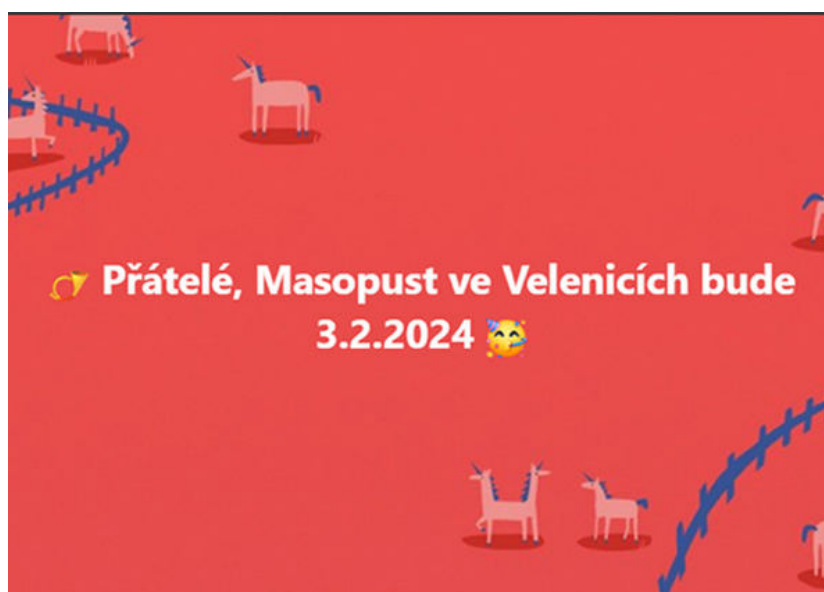 📯 Přátelé, Masopust ve Velenicích bude
3.2.2024 🥳